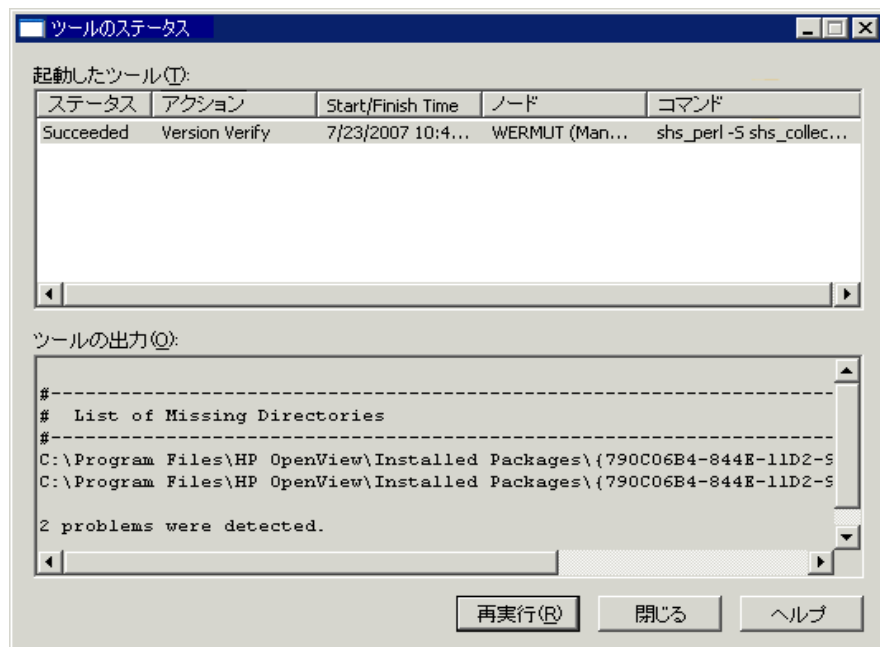 ツールのステータス
起動したツール(T):
ステータス アクション Start/Finish Time ノード コマンド
Succeeded Version Verify 7/23/2007 10:4... WERMUT (Man... shs_perl -S shs_collec...
ツールの出力(O):
#------------------------------------------------------------------
# List of Missing Directories
#------------------------------------------------------------------
C:\Program Files\HP OpenView\Installed Packages\{790C06B4-844E-11D2-9
C:\Program Files\HP OpenView\Installed Packages\{790C06B4-844E-11D2-9
2 problems were detected.
再実行(R) 閉じる ヘルプ